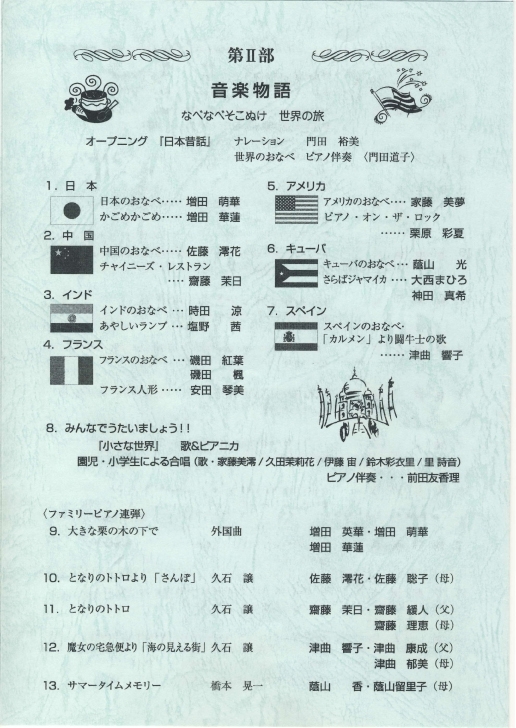 第Ⅱ部
音楽物語
なべなべそこぬけ 世界の旅
オープニング 「日本昔話」 ナレーション 門田 裕美
世界のおなべ ピアノ伴奏 〈門田道子〉
1. 日 本
日本のおなべ‥‥‥ 増田 萌華
かごめかごめ‥‥‥ 増田 華蓮
2. 中 国
中国のおなべ‥‥‥ 佐藤 澪花
チャイニーズ・レストラン
‥‥ 齋藤 茉日
3. インド
インドのおなべ ‥‥ 時田 涼
あやしいランプ ‥‥ 塩野 茜
4. フランス
フランスのおなべ ‥‥ 磯田 紅葉
磯田 楓
フランス人形 ‥‥‥ 安田 琴美
5. アメリカ
アメリカのおなべ‥‥ 家藤 美夢
ピアノ・オン・ザ・ロック
‥‥‥ 栗原 彩夏
6. キューバ
キューバのおなべ ‥‥ 蔭山 光
さらばジャマイカ ‥‥ 大西まひろ
神田 真希
7. スペイン
スペインのおなべ・
「カルメン」より闘牛士の歌
‥‥‥ 津曲 響子
8. みんなでうたいましょう!!
「小さな世界」 歌&ピアニカ
園児・小学生による合唱（歌・家藤美澪/久田茉莉花/伊藤 宙/鈴木彩衣里/里 詩音）
ピアノ伴奏・・・前田友香理
〈ファミリーピアノ連弾〉
9. 大きな栗の木の下で 外国曲 増田 英華・増田 萌華
増田 華蓮
10. となりのトトロより「さんぽ」 久石 譲 佐藤 澪花・佐藤 聡子（母）
11. となりのトトロ 久石 譲 齋藤 茉日・齋藤 緩人（父）
齋藤 理恵（母）
12. 魔女の宅急便より「海の見える街」 久石 譲 津曲 響子・津曲 康成（父）
津曲 郁美（母）
13. サマータイムメモリー 橋本 晃一 蔭山 香・蔭山留里子（母）